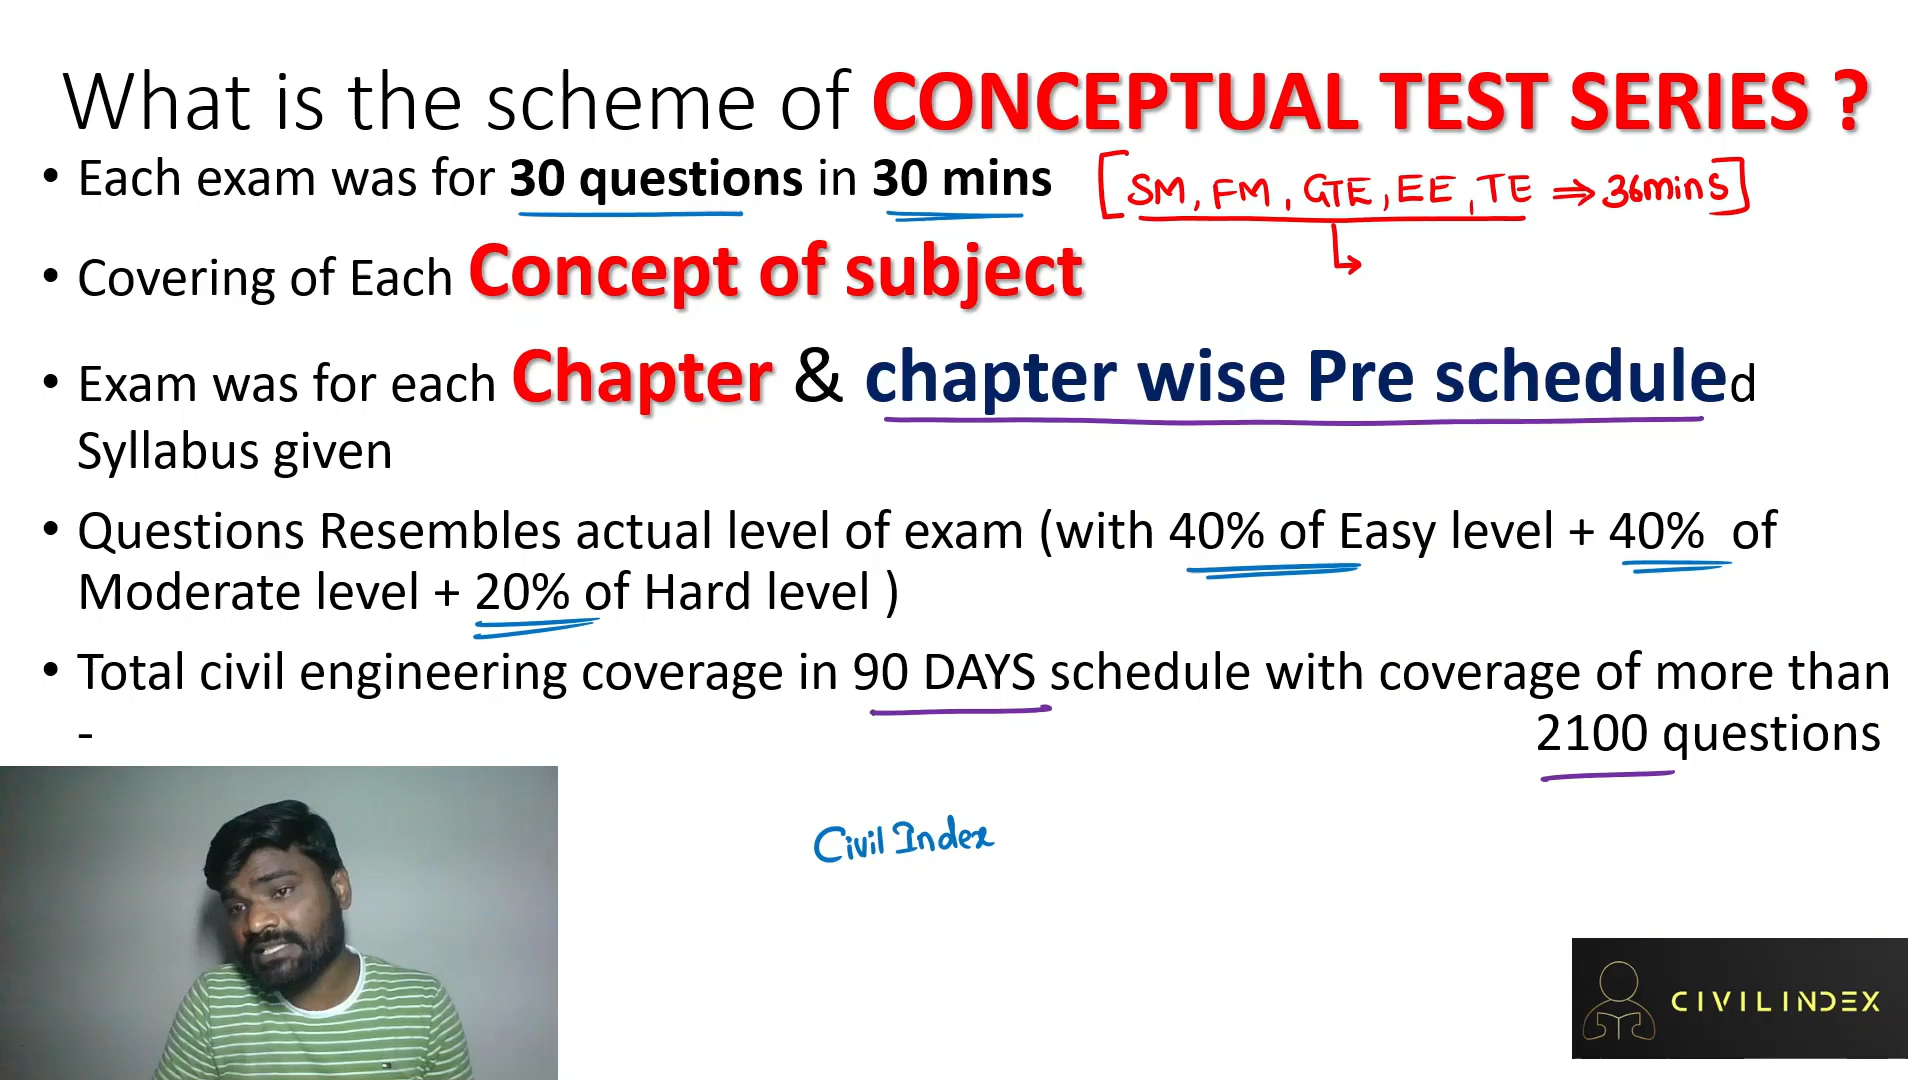 What is the scheme of CONCEPTUAL TEST SERIES ?
• Each exam was for 30 questions in 30 mins [SM, FM, GTE, EE, TE ⇒ 36mins]
• Covering of Each Concept of subject
• Exam was for each Chapter & chapter wise Pre scheduled
Syllabus given
• Questions Resembles actual level of exam (with 40% of Easy level + 40% of
Moderate level + 20% of Hard level )
• Total civil engineering coverage in 90 DAYS schedule with coverage of more than
- 2100 questions
Civil Index
CIVILINDEX